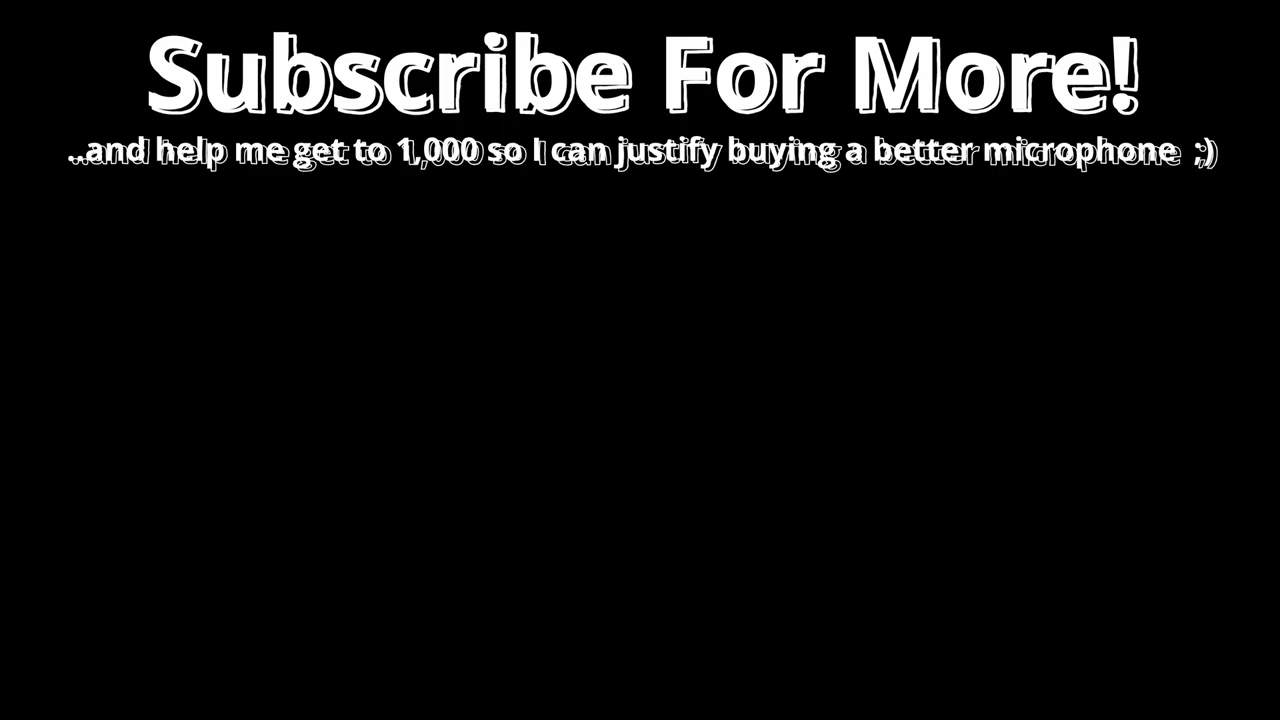 Subscribe For More!
..and help me get to 1,000 so I can justify buying a better microphone ;)